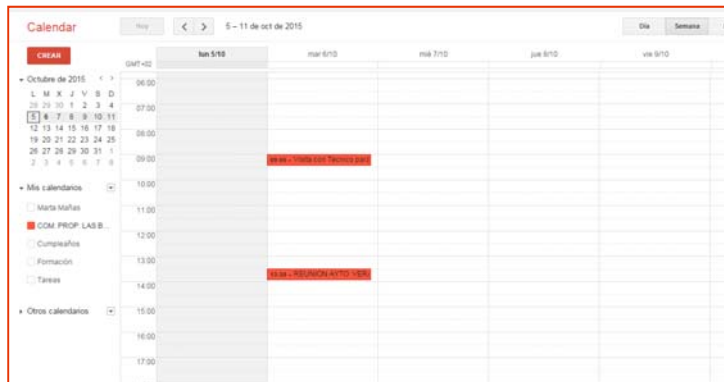 Calendar
Hoy < > 5 – 11 de oct de 2015 Día Semana
CREAR
GMT+02 lun 5/10 mar 6/10 mié 7/10 jue 8/10 vie 9/10
Octubre de 2015 < >
L M X J V S D
28 29 30 1 2 3 4
5 6 7 8 9 10 11
12 13 14 15 16 17 18
19 20 21 22 23 24 25
26 27 28 29 30 31 1
2 3 4 5 6 7 8
Mis calendarios
Marta Mañas
COM. PROP. LAS B...
Cumpleaños
Formación
Tareas
Otros calendarios
06:00
07:00
08:00
09:00
Visita con Tecnico para
10:00
11:00
12:00
13:00
REUNION AYTO. VERA
14:00
15:00
16:00
17:00